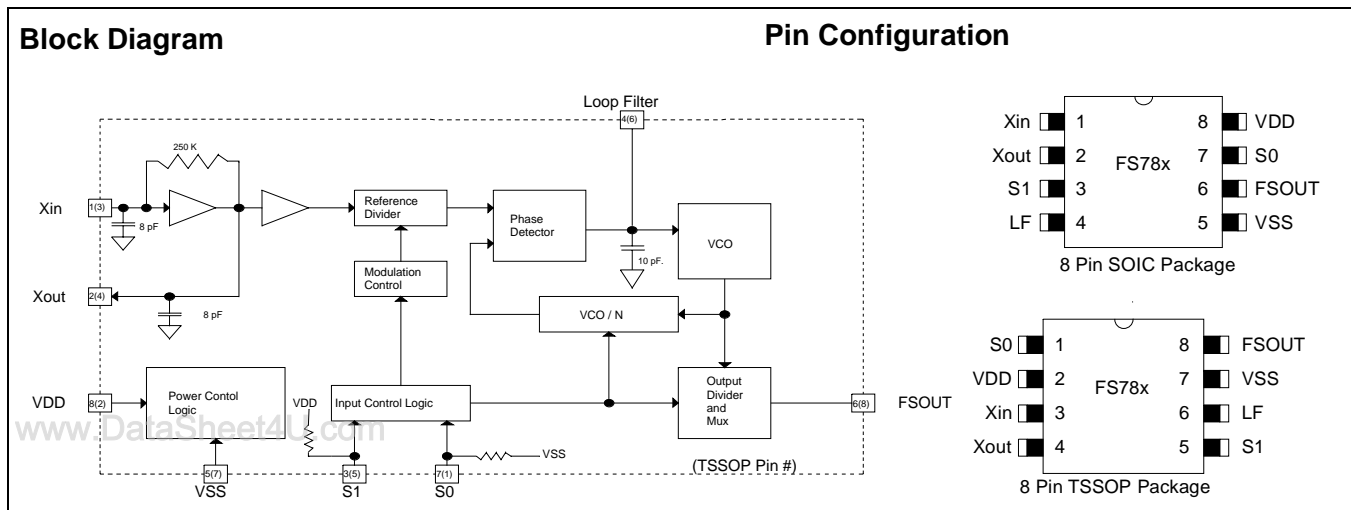 Block Diagram
Pin Configuration
Loop Filter
4(6)
250 K
Xin
1(3)
8 pF
Reference
Divider
Phase
Detector
VCO
10 pF.
Modulation
Control
Xout
2(4)
8 pF
VCO / N
VDD
8(2)
Power Contol
Logic
VDD
Input Control Logic
Output
Divider
and
Mux
6(8)
FSOUT
www.DataSheet4U.com
VSS
(TSSOP Pin #)
5(7)
3(5)
7(1)
VSS
S1
S0
Xin 1 8 VDD
Xout 2 7 S0
FS78x
S1 3 6 FSOUT
LF 4 5 VSS
8 Pin SOIC Package
S0 1 8 FSOUT
VDD 2 7 VSS
FS78x
Xin 3 6 LF
Xout 4 5 S1
8 Pin TSSOP Package